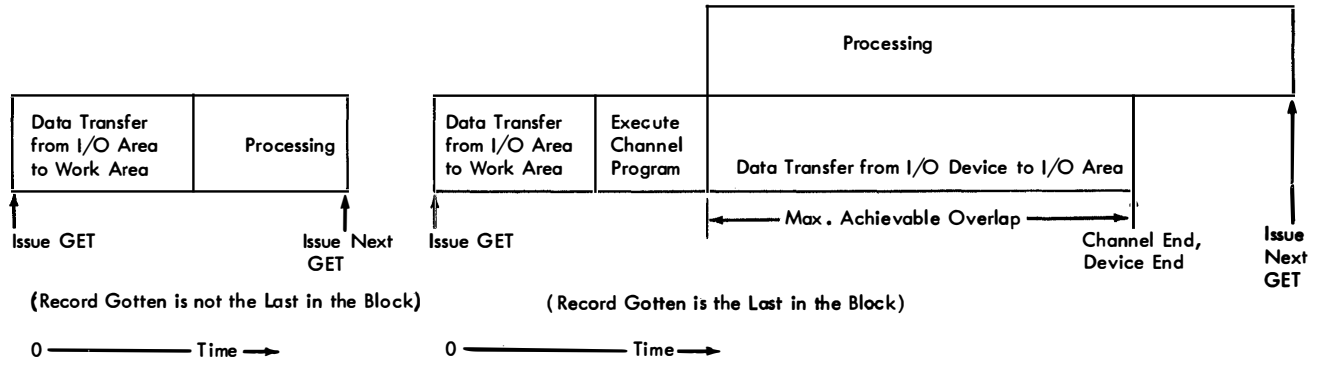 Processing
Data Transfer
from I/O Area
to Work Area
Processing
Data Transfer
from I/O Area
to Work Area
Execute
Channel
Program
Data Transfer from I/O Device to I/O Area
Max. Achievable Overlap
Issue GET
Issue Next
GET
Issue GET
Channel End,
Device End
Issue
Next
GET
(Record Gotten is not the Last in the Block)
(Record Gotten is the Last in the Block)
0 Time
0 Time